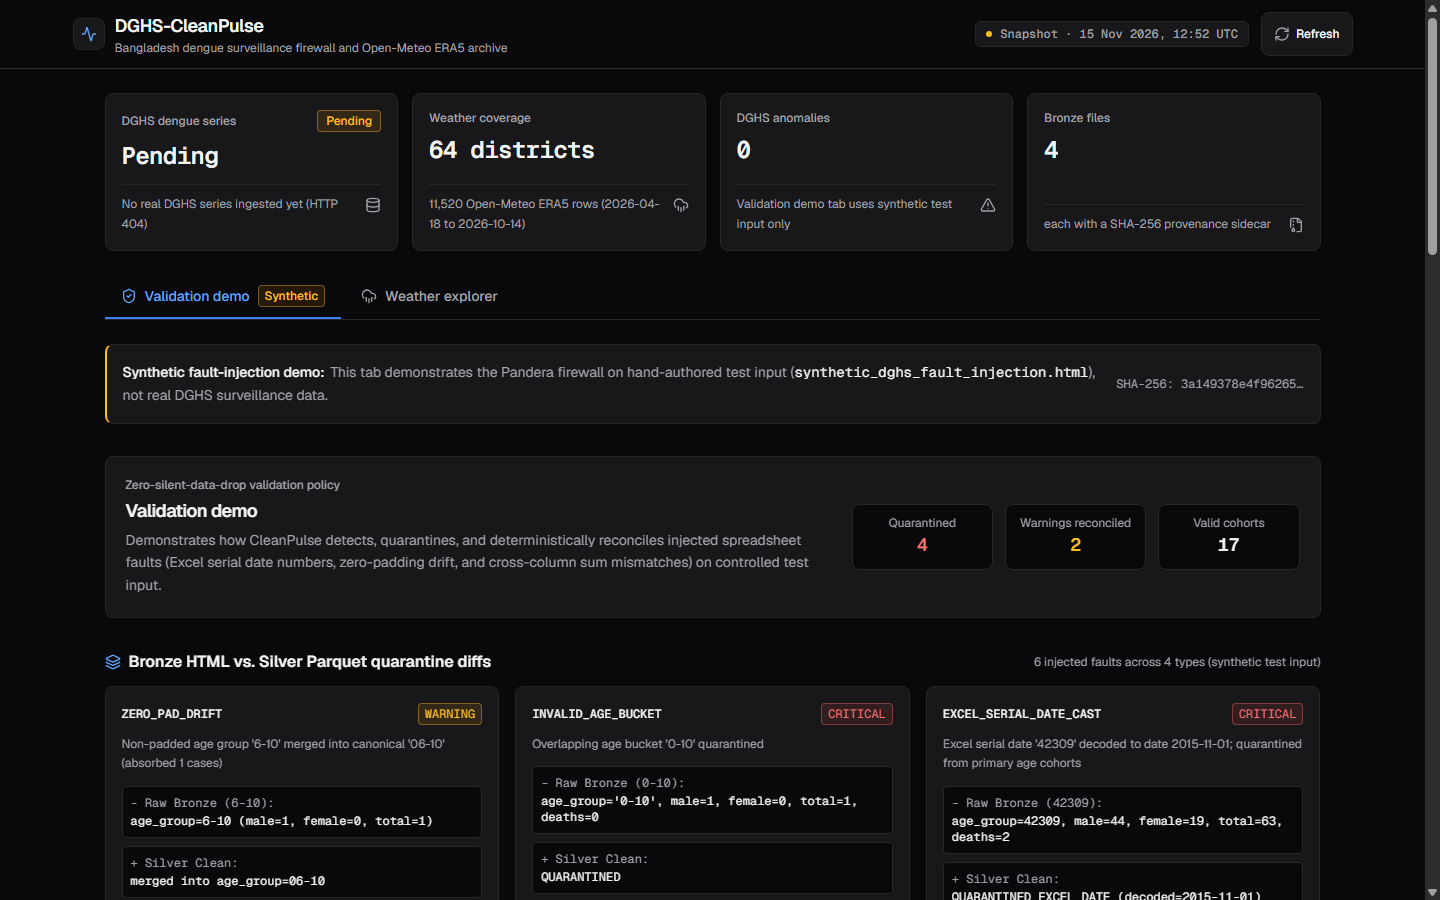 DGHS-CleanPulse
Bangladesh dengue surveillance firewall and Open-Meteo ERA5 archive
Snapshot · 15 Nov 2026, 12:52 UTC
Refresh
DGHS dengue series
Pending
Pending
No real DGHS series ingested yet (HTTP
404)
Weather coverage
64 districts
11,520 Open-Meteo ERA5 rows (2026-04-
18 to 2026-10-14)
DGHS anomalies
0
Validation demo tab uses synthetic test
input only
Bronze files
4
each with a SHA-256 provenance sidecar
Validation demo
Synthetic
Weather explorer
Synthetic fault-injection demo: This tab demonstrates the Pandera firewall on hand-authored test input (synthetic_dghs_fault_injection.html),
not real DGHS surveillance data.
SHA-256: 3a149378e4f96265…
Zero-silent-data-drop validation policy
Validation demo
Demonstrates how CleanPulse detects, quarantines, and deterministically reconciles injected spreadsheet
faults (Excel serial date numbers, zero-padding drift, and cross-column sum mismatches) on controlled test
input.
Quarantined
4
Warnings reconciled
2
Valid cohorts
17
Bronze HTML vs. Silver Parquet quarantine diffs
6 injected faults across 4 types (synthetic test input)
ZERO_PAD_DRIFT
WARNING
Non-padded age group '6-10' merged into canonical '06-10'
(absorbed 1 cases)
- Raw Bronze (6-10):
age_group=6-10 (male=1, female=0, total=1)
+ Silver Clean:
merged into age_group=06-10
INVALID_AGE_BUCKET
CRITICAL
Overlapping age bucket '0-10' quarantined
- Raw Bronze (0-10):
age_group='0-10', male=1, female=0, total=1,
deaths=0
+ Silver Clean:
QUARANTINED
EXCEL_SERIAL_DATE_CAST
CRITICAL
Excel serial date '42309' decoded to date 2015-11-01; quarantined
from primary age cohorts
- Raw Bronze (42309):
age_group=42309, male=44, female=19, total=63,
deaths=2
+ Silver Clean:
QUARANTINED_EXCEL_DATE (decoded=2015-11-01)